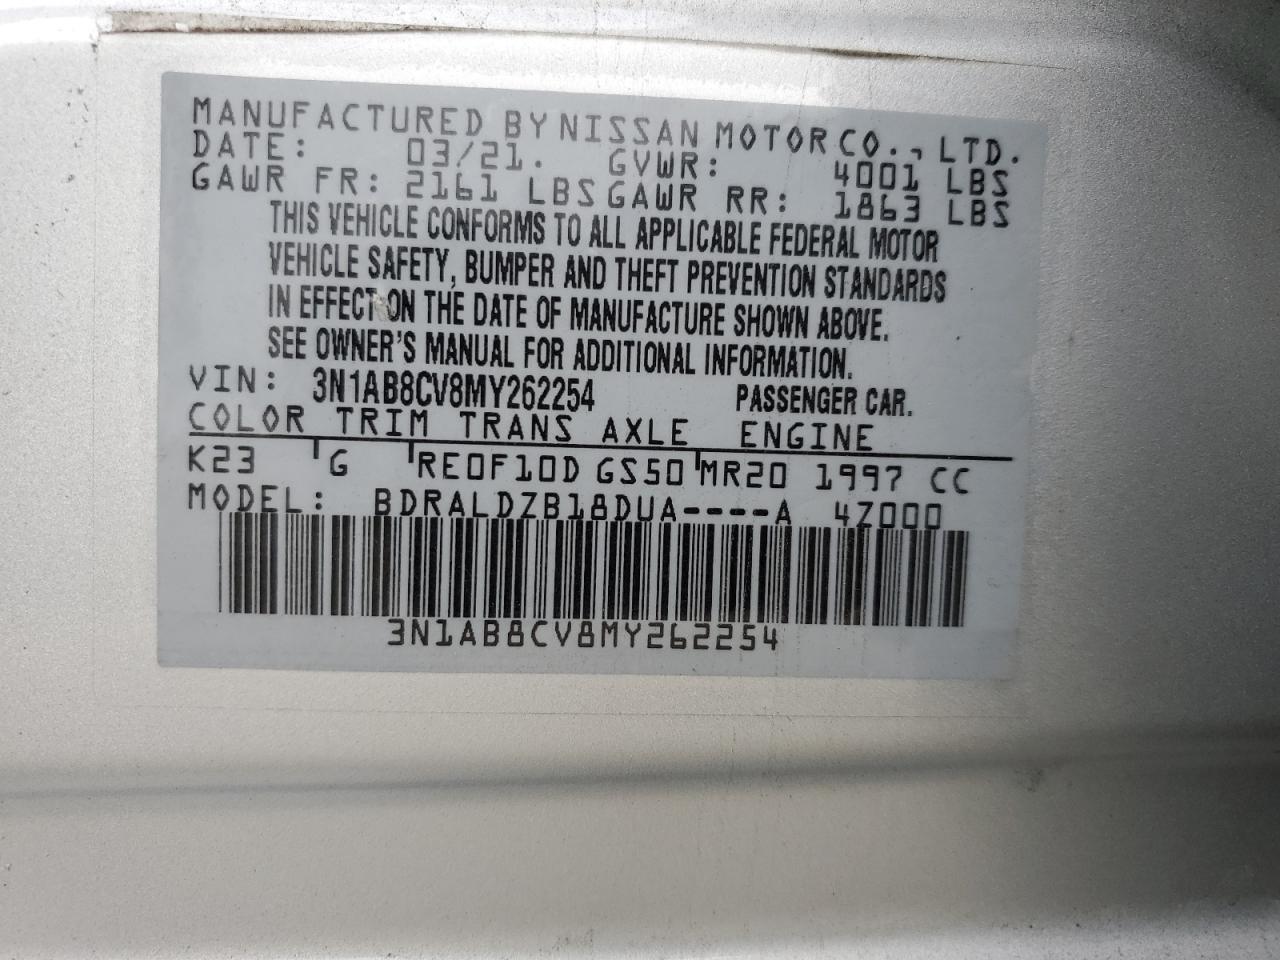 MANUFACTURED BY NISSAN MOTOR CO., LTD.
DATE: 03/21. GVWR: 4001 LBS
GAWR FR: 2161 LBS GAWR RR: 1863 LBS
THIS VEHICLE CONFORMS TO ALL APPLICABLE FEDERAL MOTOR
VEHICLE SAFETY, BUMPER AND THEFT PREVENTION STANDARDS
IN EFFECT ON THE DATE OF MANUFACTURE SHOWN ABOVE.
SEE OWNER'S MANUAL FOR ADDITIONAL INFORMATION.
VIN: 3N1AB8CV8MY262254 PASSENGER CAR.
COLOR TRIM TRANS AXLE ENGINE
K23 G RE0F10D GS50 MR20 1997 CC
MODEL: BDRALDZB18DUA----A 4Z000
3N1AB8CV8MY262254